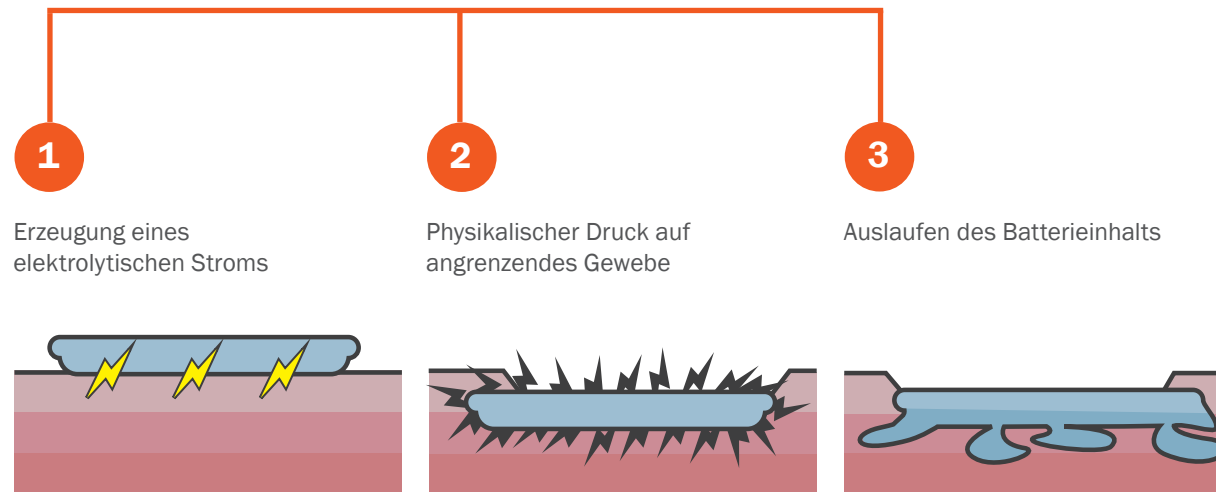 1
Erzeugung eines
elektrolytischen Stroms
2
Physikalischer Druck auf
angrenzendes Gewebe
3
Auslaufen des Batterieinhalts